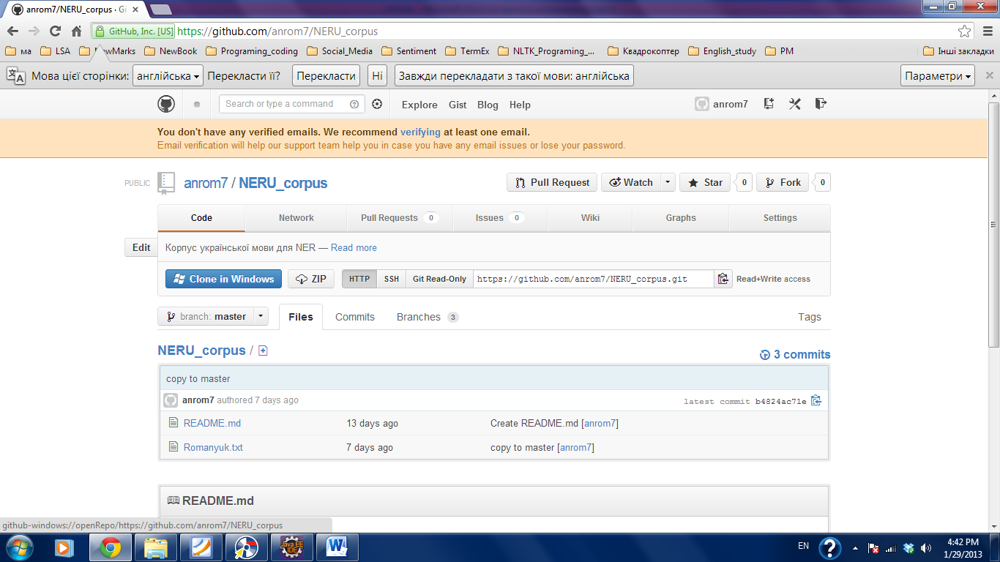 anrom7/NERU_corpus · Gi
GitHub, Inc. [US] https://github.com/anrom7/NERU_corpus
ма LSA NewMarks NewBook Programing_coding Social_Media Sentiment TermEx NLTK_Programing_... Квадрокоптер English_study PM Інші закладки
Мова цієї сторінки: англійська Перекласти її? Перекласти Ні Завжди перекладати з такої мови: англійська Параметри
Search or type a command Explore Gist Blog Help anrom7
You don't have any verified emails. We recommend verifying at least one email.
Email verification will help our support team help you in case you have any email issues or lose your password.
PUBLIC anrom7 / NERU_corpus Pull Request Watch Star 0 Fork 0
Code Network Pull Requests 0 Issues 0 Wiki Graphs Settings
Edit Корпус української мови для NER — Read more
Clone in Windows ZIP HTTP SSH Git Read-Only https://github.com/anrom7/NERU_corpus.git Read+Write access
branch: master Files Commits Branches 3 Tags
NERU_corpus / 3 commits
copy to master
anrom7 authored 7 days ago latest commit b4824ac71e
README.md 13 days ago Create README.md [anrom7]
Romanyuk.txt 7 days ago copy to master [anrom7]
README.md
github-windows://openRepo/https://github.com/anrom7/NERU_corpus
Java EE IDE EN 4:42 PM
1/29/2013